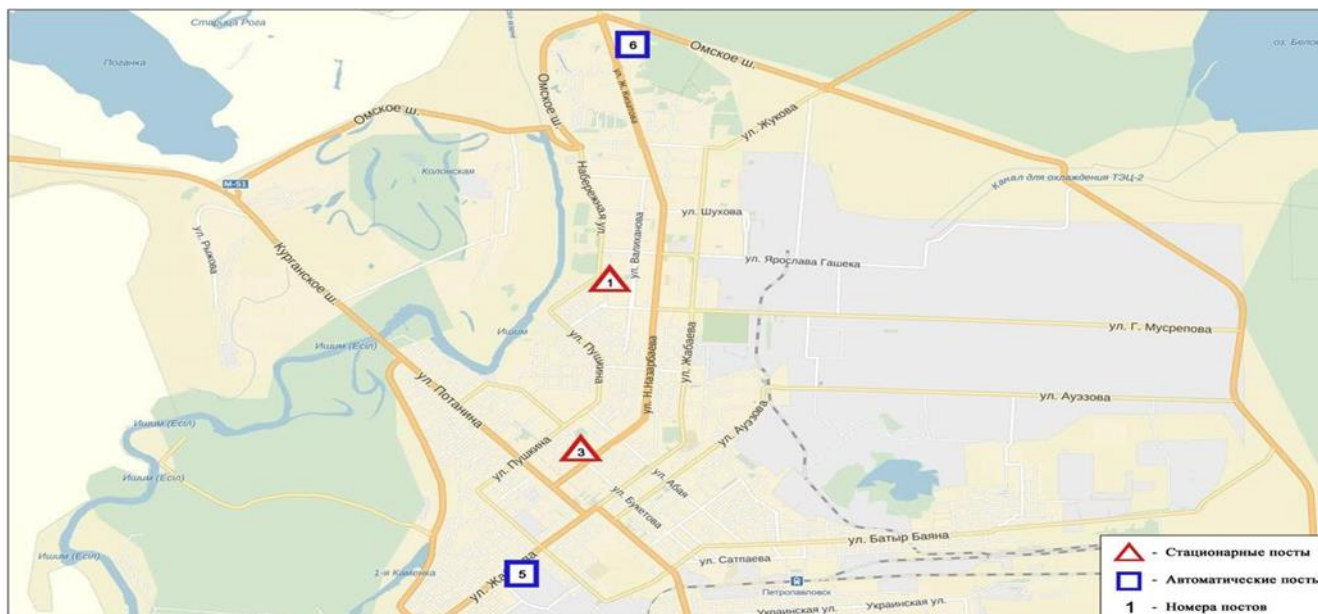 Старица Рога
Поганка
оз. Белое
6
Омское ш.
ул. Ж. Кизатова
Омское ш.
Омское ш.
ул. Жукова
Колонская
М-51
Набережная ул.
Канал для охлаждения ТЭЦ-2
ул. Шухова
ул. Рыжкова
ул. Валиханова
Курганское ш.
ул. Ярослава Гашека
1
Ишим
ул. Г. Мусрепова
Ишим (Есіл)
ул. Пушкина
ул. Жабаева
ул. Н.Назарбаева
ул. Потанина
ул. Ауэзова
ул. Ауэзова
Ишим (Есіл)
ул. Пушкина
3
Ишим (Есіл)
ул. Абая
ул. Букетова
ул. Батыр Баяна
Ишим (Есіл)
ул. Сатпаева
1-я Каменка
5
Петропавловск
Украинская ул.
Украинская ул.
- Стационарные посты
- Автоматические посты
1 - Номера постов